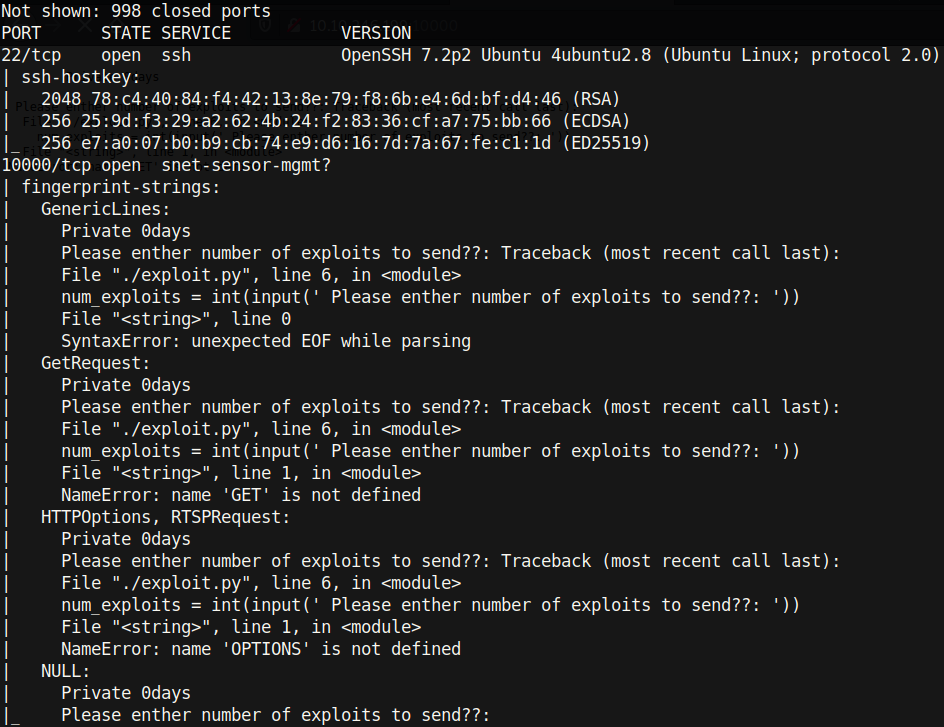 Not shown: 998 closed ports
PORT      STATE SERVICE           VERSION
22/tcp    open  ssh               OpenSSH 7.2p2 Ubuntu 4ubuntu2.8 (Ubuntu Linux; protocol 2.0)
| ssh-hostkey:
|   2048 78:c4:40:84:f4:42:13:8e:79:f8:6b:e4:6d:bf:d4:46 (RSA)
|   256 25:9d:f3:29:a2:62:4b:24:f2:83:36:cf:a7:75:bb:66 (ECDSA)
|_  256 e7:a0:07:b0:b9:cb:74:e9:d6:16:7d:7a:67:fe:c1:1d (ED25519)
10000/tcp open  snet-sensor-mgmt?
| fingerprint-strings:
|   GenericLines:
|     Private 0days
|     Please enther number of exploits to send??: Traceback (most recent call last):
|     File "./exploit.py", line 6, in <module>
|     num_exploits = int(input(' Please enther number of exploits to send??: '))
|     File "<string>", line 0
|     SyntaxError: unexpected EOF while parsing
|   GetRequest:
|     Private 0days
|     Please enther number of exploits to send??: Traceback (most recent call last):
|     File "./exploit.py", line 6, in <module>
|     num_exploits = int(input(' Please enther number of exploits to send??: '))
|     File "<string>", line 1, in <module>
|     NameError: name 'GET' is not defined
|   HTTPOptions, RTSPRequest:
|     Private 0days
|     Please enther number of exploits to send??: Traceback (most recent call last):
|     File "./exploit.py", line 6, in <module>
|     num_exploits = int(input(' Please enther number of exploits to send??: '))
|     File "<string>", line 1, in <module>
|     NameError: name 'OPTIONS' is not defined
|   NULL:
|     Private 0days
|_    Please enther number of exploits to send??: